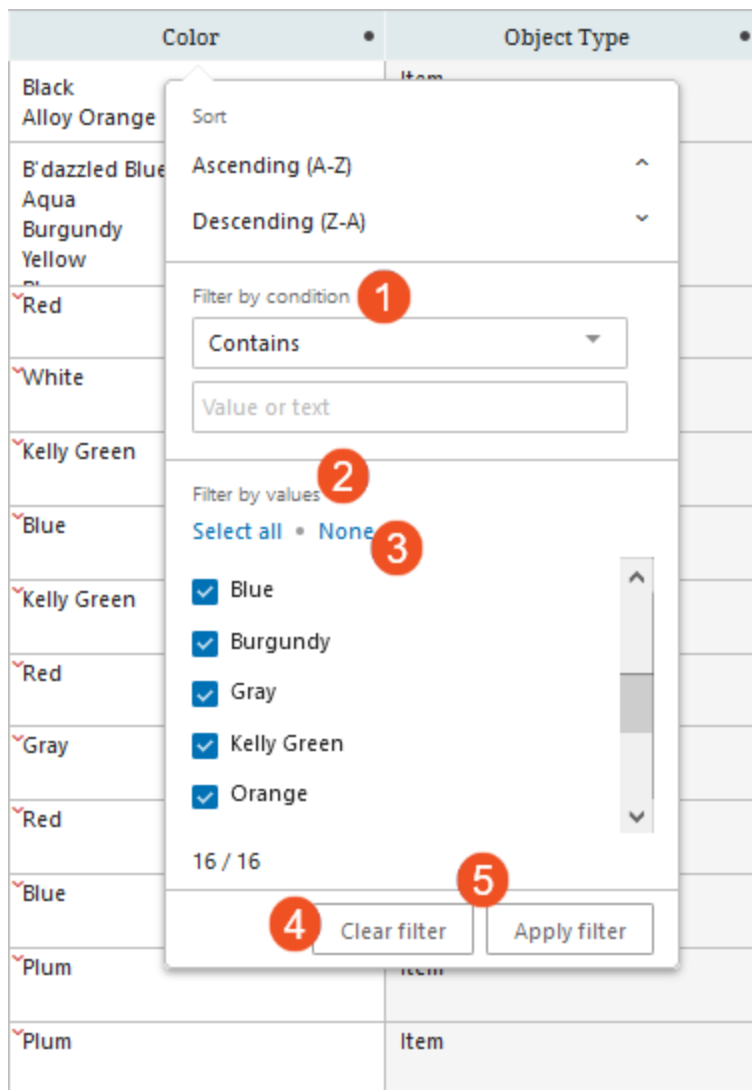 Color • Object Type •
Black
Alloy Orange
Item
B'dazzled Blue
Aqua
Burgundy
Yellow
Red
White
Kelly Green
Blue
Kelly Green
Red
Gray
Red
Blue
Plum
Plum
Sort
Ascending (A-Z)
Descending (Z-A)
Filter by condition 1
Contains
Value or text
2
Filter by values
Select all • None
3
Blue
Burgundy
Gray
Kelly Green
Orange
16 / 16
5
4 Clear filter Apply filter
Item
Item